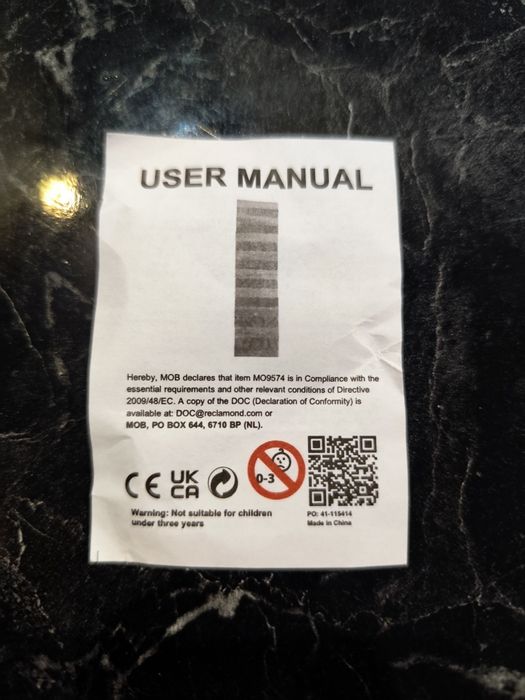 USER MANUAL
Hereby, MOB declares that item MO9574 is in Compliance with the
essential requirements and other relevant conditions of Directive
2009/48/EC. A copy of the DOC (Declaration of Conformity) is
available at: DOC@reclamond.com or
MOB, PO BOX 644, 6710 BP (NL).
CE UK
CA
0-3
Warning: Not suitable for children
under three years
PO: 41-115414
Made in China